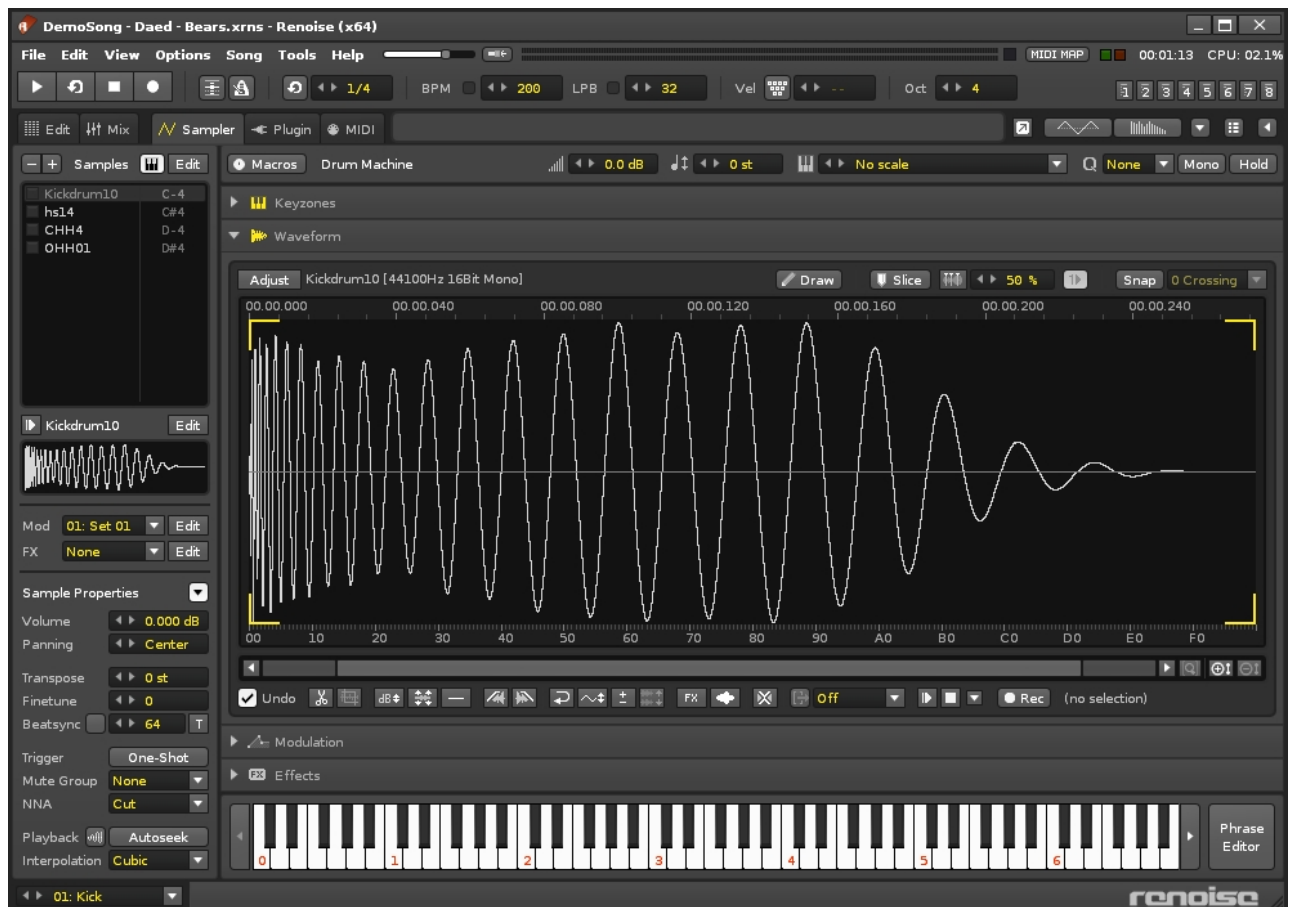 DemoSong - Daed - Bears.xrns - Renoise (x64)
File Edit View Options Song Tools Help MIDI MAP 00:01:13 CPU: 02.1%
1/4 BPM 200 LPB 32 Vel -- Oct 4 1 2 3 4 5 6 7 8
Edit Mix Sampler Plugin MIDI
Samples Edit Macros Drum Machine 0.0 dB 0 st No scale None Mono Hold
Kickdrum10 C-4
hs14 C#4
CHH4 D-4
OHH01 D#4
Keyzones
Waveform
Adjust Kickdrum10 [44100Hz 16Bit Mono] Draw Slice 50 % Snap 0 Crossing
00.00.000 00.00.040 00.00.080 00.00.120 00.00.160 00.00.200 00.00.240
00 10 20 30 40 50 60 70 80 90 A0 B0 C0 D0 E0 F0
Undo dB FX Off Rec (no selection)
Kickdrum10 Edit
Mod 01: Set 01 Edit
FX None Edit
Sample Properties
Volume 0.000 dB
Panning Center
Transpose 0 st
Finetune 0
Beatsync 64 T
Trigger One-Shot
Mute Group None
NNA Cut
Playback Autoseek
Interpolation Cubic
Modulation
FX Effects
0 1 2 3 4 5 6
Phrase
Editor
01: Kick
renoise